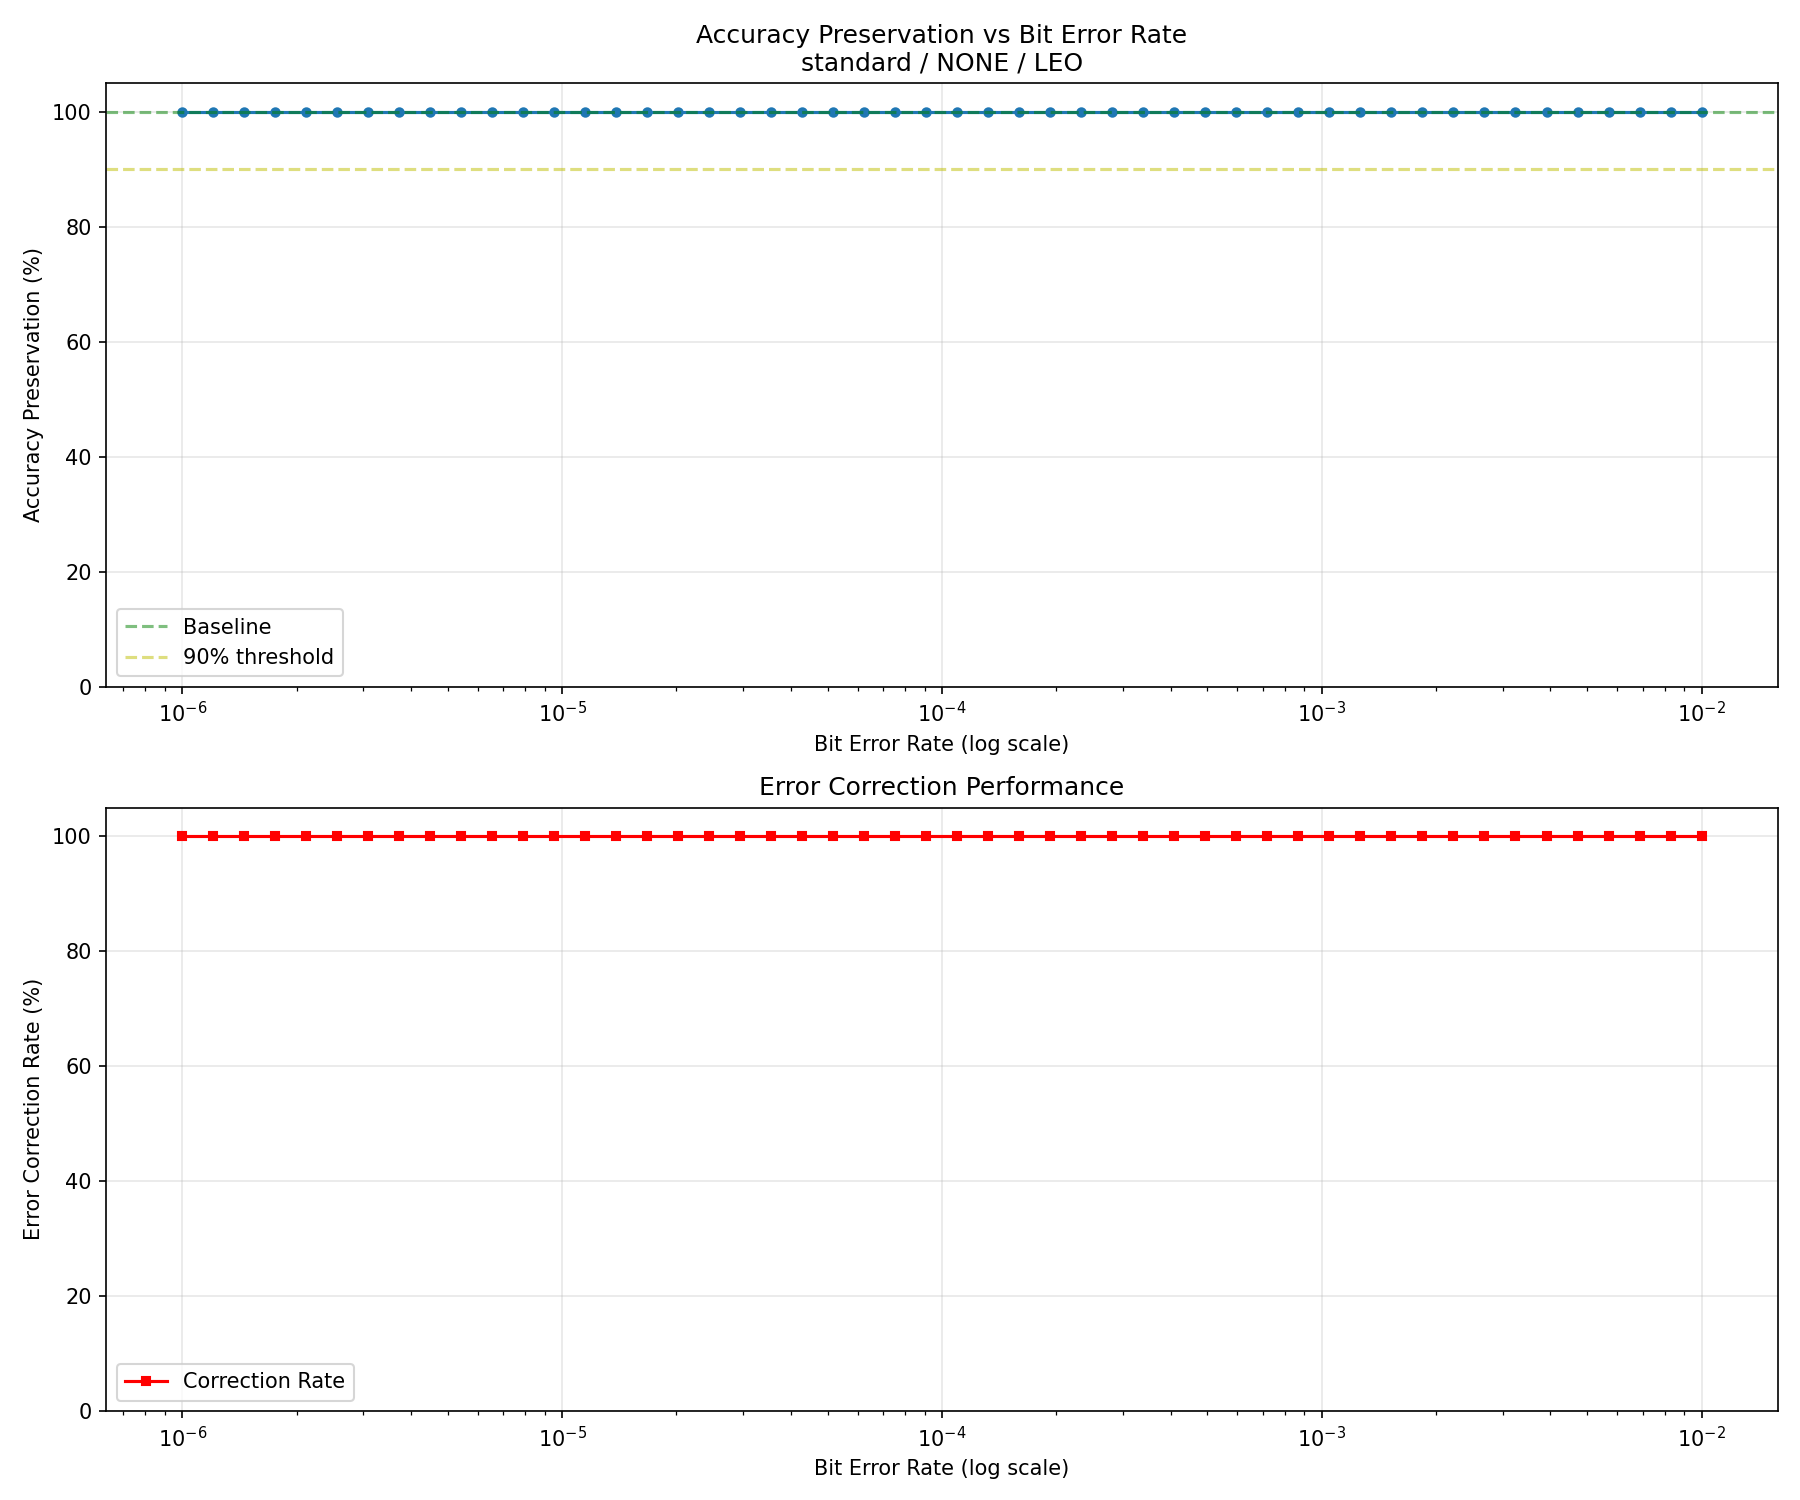 Accuracy Preservation vs Bit Error Rate
standard / NONE / LEO
Accuracy Preservation (%)
100
80
60
40
20
0
Baseline
90% threshold
10⁻⁶ 10⁻⁵ 10⁻⁴ 10⁻³ 10⁻²
Bit Error Rate (log scale)
Error Correction Performance
Error Correction Rate (%)
100
80
60
40
20
0
Correction Rate
10⁻⁶ 10⁻⁵ 10⁻⁴ 10⁻³ 10⁻²
Bit Error Rate (log scale)